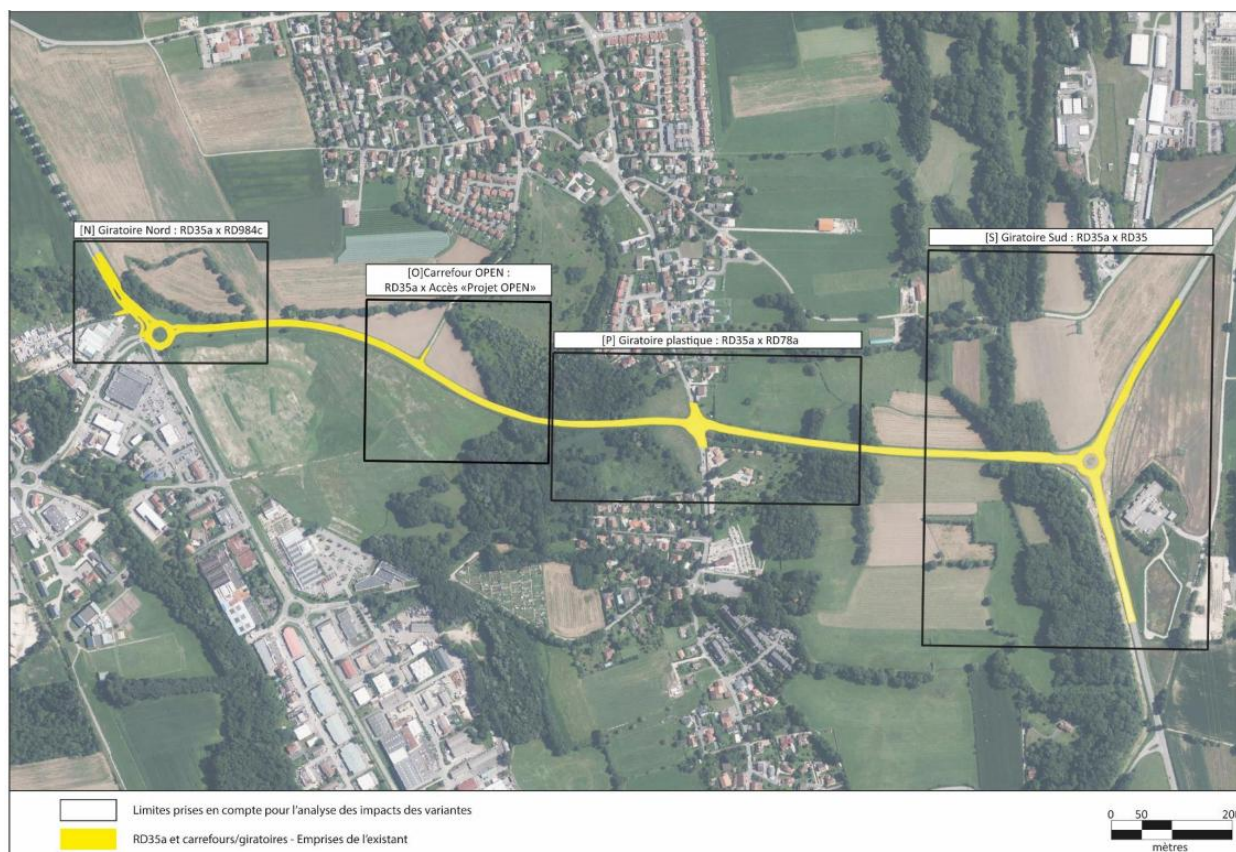 [N] Giratoire Nord : RD35a x RD984c
[S] Giratoire Sud : RD35a x RD35
[O]Carrefour OPEN :
RD35a x Accès «Projet OPEN»
[P] Giratoire plastique : RD35a x RD78a
Limites prises en compte pour l'analyse des impacts des variantes
RD35a et carrefours/giratoires - Emprises de l'existant
0 50 200
mètres